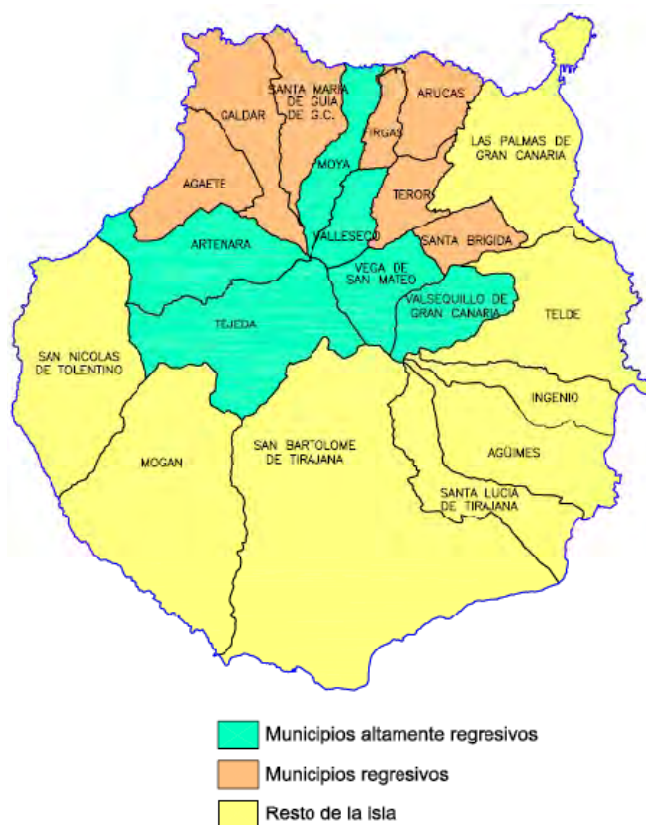 SANTA MARIA
DE GUIA
DE G.C.
GALDAR
ARUCAS
IRGAS
LAS PALMAS DE
GRAN CANARIA
MOYA
AGAETE
TEROR
VALLESECO
SANTA BRIGIDA
ARTENARA
VEGA DE
SAN MATEO
VALSEQUILLO DE
GRAN CANARIA
TELDE
TEJEDA
SAN NICOLAS
DE TOLENTINO
INGENIO
SAN BARTOLOME
DE TIRAJANA
AGÜIMES
MOGAN
SANTA LUCIA
DE TIRAJANA
Municipios altamente regresivos
Municipios regresivos
Resto de la Isla